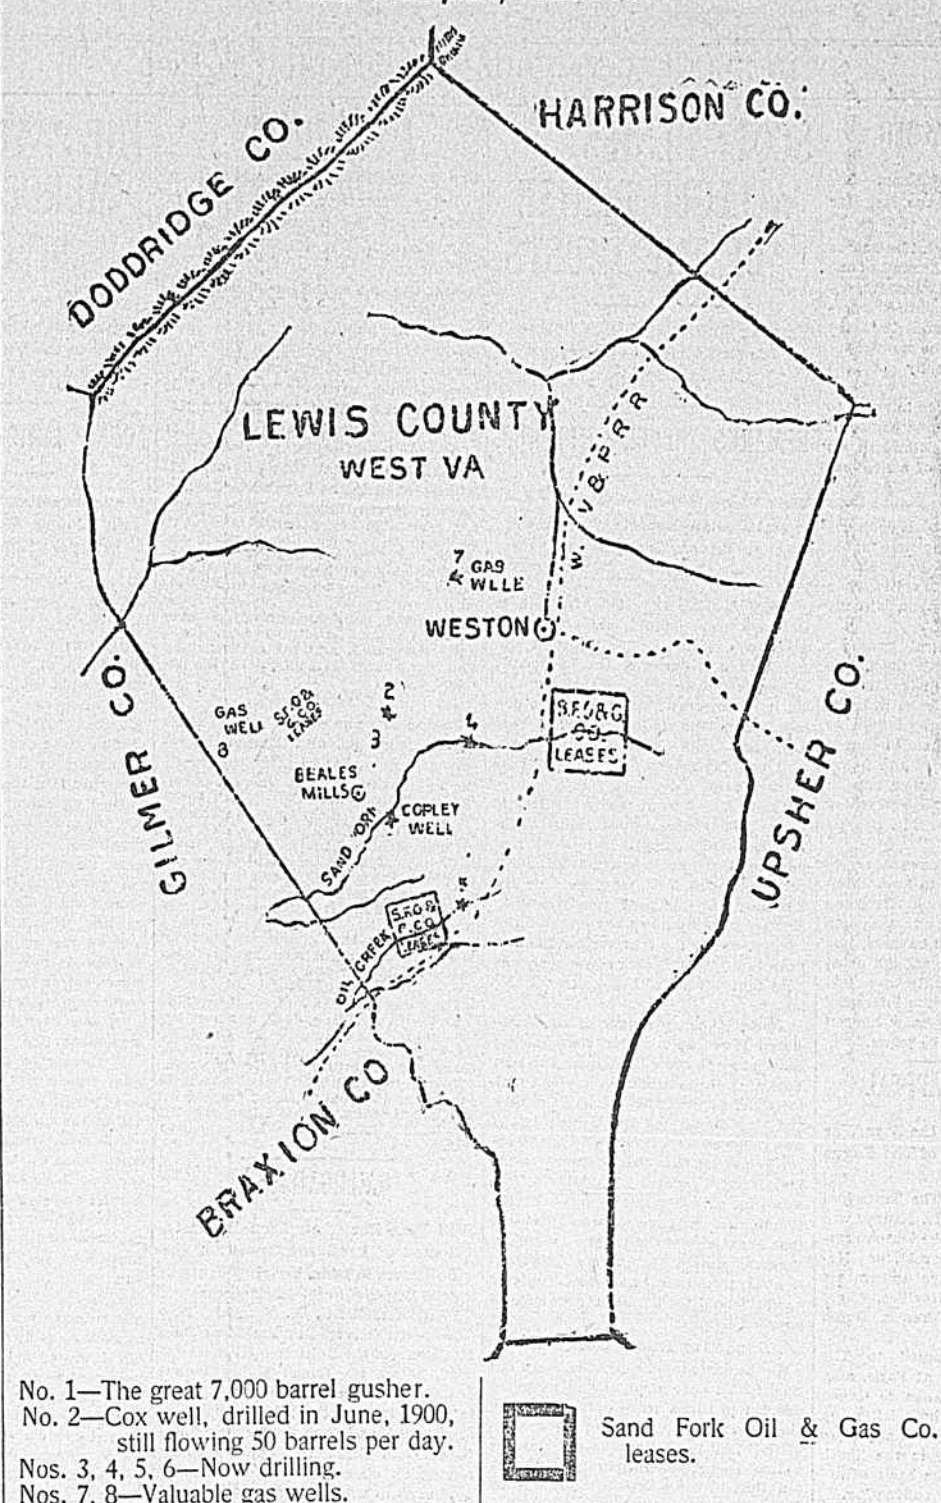 HARRISON CO.
DODDRIDGE CO.
LEWIS COUNTY
WEST VA
W. V & P R R
7 GAS
WLLE
WESTON
GILMER CO.
GAS
WELL
8
S.F.O &
G. CO.
LEASES
2
3
4
S.F.O & G.
CO.
LEASES
BEALES
MILLS
COPLEY
WELL
SAND FORK
UPSHER CO.
5
S.F.O &
G. CO.
LEASES
OIL CREEK
BRAXION CO
No. 1—The great 7,000 barrel gusher.
No. 2—Cox well, drilled in June, 1900,
still flowing 50 barrels per day.
Nos. 3, 4, 5, 6—Now drilling.
Nos. 7, 8—Valuable gas wells.
Sand Fork Oil & Gas Co.
leases.